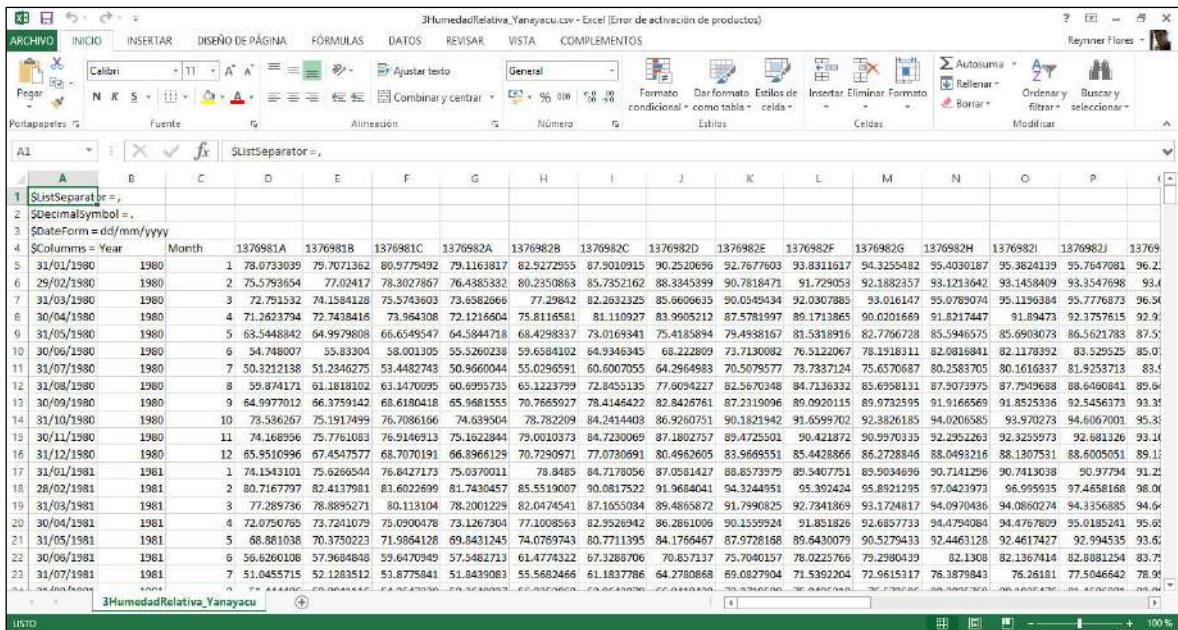 3HumedadRelativa_Yanayacu.csv - Excel (Error de activación de productos)
ARCHIVO INICIO INSERTAR DISEÑO DE PÁGINA FÓRMULAS DATOS REVISAR VISTA COMPLEMENTOS Reynner Flores
Pegar Calibri 11 Ajustar texto General Formato condicional Dar formato como tabla Estilos de celda Insertar Eliminar Formato Autosuma Rellenar Borrar Ordenar y filtrar Buscar y seleccionar
N K S Combinar y centrar % 000
Portapapeles Fuente Alineación Número Estilos Celdas Modificar
A1 fx $ListSeparator = ,
A B C D E F G H I J K L M N O P
1 $ListSeparator = ,
2 $DecimalSymbol = .
3 $DateForm = dd/mm/yyyy
4 $Columms = Year Month 1376981A 1376981B 1376981C 1376982A 1376982B 1376982C 1376982D 1376982E 1376982F 1376982G 1376982H 1376982I 1376982J
5 31/01/1980 1980 1 78.0733039 79.7071362 80.9779492 79.1163817 82.9272955 87.9010915 90.2520696 92.7677603 93.8311617 94.3255482 95.4030187 95.3824139 95.7647081
6 29/02/1980 1980 2 75.5793654 77.02417 78.3027867 76.4385332 80.2350863 85.7352162 88.3345399 90.7818471 91.729053 92.1882357 93.1213642 93.1458409 93.3547698
7 31/03/1980 1980 3 72.791532 74.1584128 75.5743603 73.6582666 77.29842 82.2632325 85.6606635 90.0549434 92.0307885 93.016147 95.0789074 95.1196384 95.7776873
8 30/04/1980 1980 4 71.2623794 72.7438416 73.964308 72.1216604 75.8116581 81.110927 83.9905212 87.5781997 89.1713865 90.0201669 91.8217447 91.89473 92.3757615
9 31/05/1980 1980 5 63.5448842 64.9979808 66.6549547 64.5844718 68.4298337 73.0169341 75.4185894 79.4938167 81.5318916 82.7766728 85.5946575 85.6903073 86.5621783
10 30/06/1980 1980 6 54.748007 55.83304 58.001305 55.5260238 59.6584102 64.9346345 68.222809 73.7130082 76.5122067 78.1918311 82.0816841 82.1178392 83.529525
11 31/07/1980 1980 7 50.3212138 51.2346275 53.4482743 50.9660044 55.0296591 60.6007055 64.2964983 70.5079577 73.7337124 75.6570687 80.2583705 80.1616337 81.9253713
12 31/08/1980 1980 8 59.874171 61.1818102 63.1470095 60.6995735 65.1223799 72.8455135 77.6094227 82.5670348 84.7136332 85.6958131 87.9073975 87.7949688 88.6460841
13 30/09/1980 1980 9 64.9977012 66.3759142 68.6180418 65.9681555 70.7665927 78.4146422 82.8426761 87.2319096 89.0920115 89.9732595 91.9166569 91.8525336 92.5456373
14 31/10/1980 1980 10 73.536267 75.1917499 76.7086166 74.639504 78.782209 84.2414403 86.9260751 90.1821942 91.6599702 92.3826185 94.0206585 93.970273 94.6067001
15 30/11/1980 1980 11 74.168956 75.7761083 76.9146913 75.1622844 79.0010373 84.7230069 87.1802757 89.4725501 90.421872 90.9970335 92.2952263 92.3255973 92.681326
16 31/12/1980 1980 12 65.9510996 67.4547577 68.7070191 66.8966129 70.7290971 77.0730691 80.4962605 83.9669551 85.4428866 86.2728846 88.0493216 88.1307531 88.6005051
17 31/01/1981 1981 1 74.1543101 75.6266544 76.8427173 75.0370011 78.8485 84.7178056 87.0581427 88.8573979 89.5407751 89.9034696 90.7141296 90.7413038 90.97794
18 28/02/1981 1981 2 80.7167797 82.4137981 83.6022699 81.7430457 85.5519007 90.0817522 91.9684041 94.3244951 95.392424 95.8921295 97.0423973 96.995935 97.4658168
19 31/03/1981 1981 3 77.289736 78.8895271 80.113104 78.2001229 82.0474541 87.1655034 89.4865872 91.7990825 92.7341869 93.1724817 94.0970436 94.0860274 94.3356885
20 30/04/1981 1981 4 72.0750765 73.7241079 75.0900478 73.1267304 77.1008563 82.9526942 86.2861006 90.1559924 91.851826 92.6857733 94.4794084 94.4767809 95.0185241
21 31/05/1981 1981 5 68.881038 70.3750223 71.9864128 69.8431245 74.0769743 80.7711395 84.1766467 87.9728168 89.6430079 90.5279433 92.4463128 92.4617427 92.994535
22 30/06/1981 1981 6 56.6260108 57.9684848 59.6470949 57.5482713 61.4774322 67.3288706 70.857137 75.7040157 78.0225766 79.2980439 82.1308 82.1367414 82.8881254
23 31/07/1981 1981 7 51.0455715 52.1283512 53.8775841 51.8439083 55.5682466 61.1837786 64.2780868 69.0827904 71.5392204 72.9615317 76.3879843 76.26181 77.5046642
3HumedadRelativa_Yanayacu
LISTO 100 %